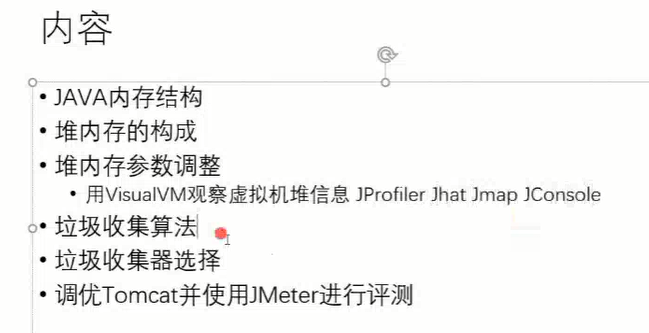 内容
• JAVA内存结构
• 堆内存的构成
• 堆内存参数调整
• 用VisualVM观察虚拟机堆信息 JProfiler Jhat Jmap JConsole
• 垃圾收集算法
• 垃圾收集器选择
• 调优Tomcat并使用JMeter进行评测